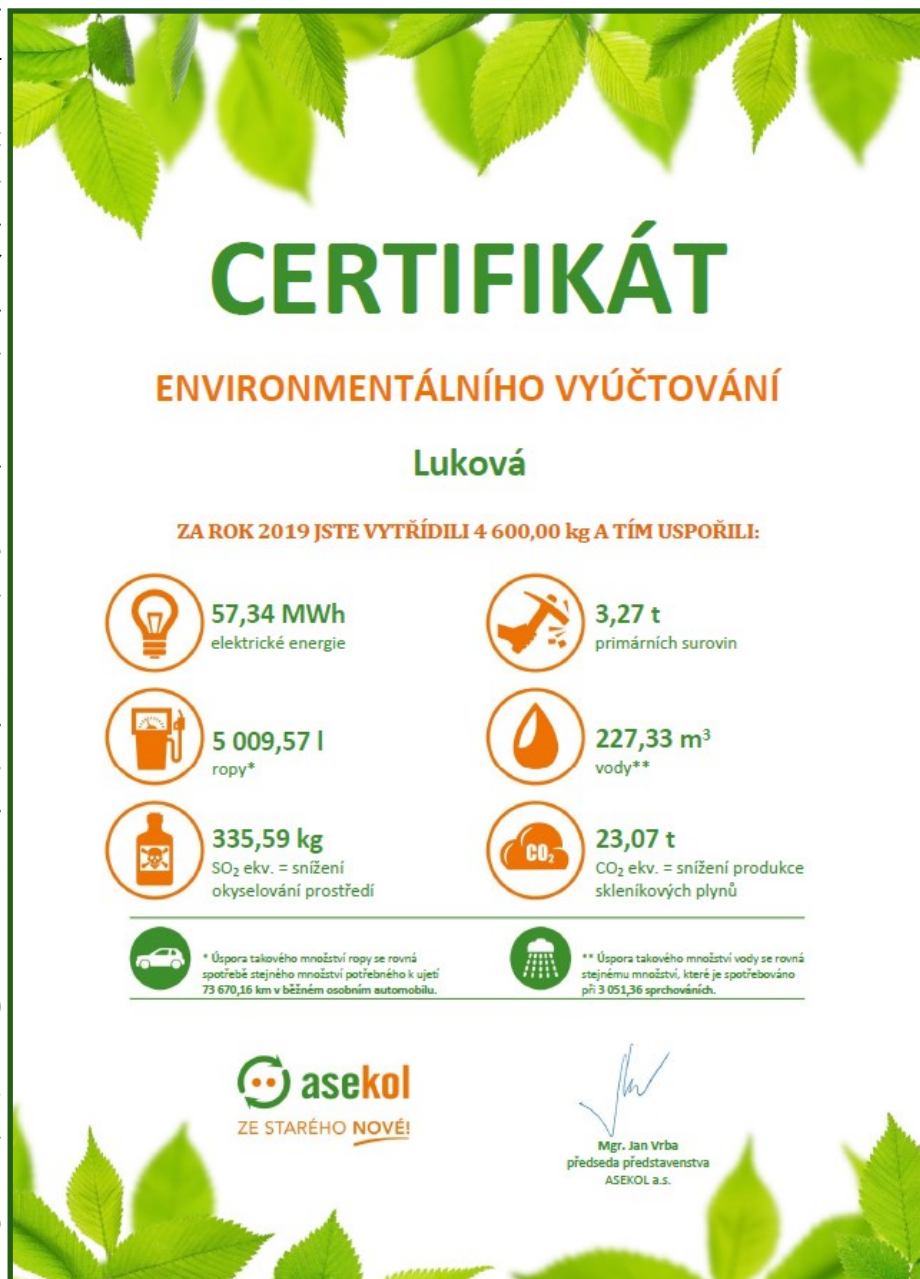 CERTIFIKÁT
ENVIRONMENTÁLNÍHO VYÚČTOVÁNÍ
Luková
ZA ROK 2019 JSTE VYTŘÍDILI 4 600,00 kg A TÍM USPOŘILI:
57,34 MWh
elektrické energie
3,27 t
primárních surovin
5 009,57 l
ropy*
227,33 m³
vody**
335,59 kg
SO₂ ekv. = snížení
okyselování prostředí
CO₂
23,07 t
CO₂ ekv. = snížení produkce
skleníkových plynů
* Úspora takového množství ropy se rovná
spotřebě stejného množství potřebného k ujetí
73 670,16 km v běžném osobním automobilu.
** Úspora takového množství vody se rovná
stejnému množství, které je spotřebováno
při 3 051,36 sprchováních.
asekol
ZE STARÉHO NOVÉ!
Mgr. Jan Vrba
předseda představenstva
ASEKOL a.s.